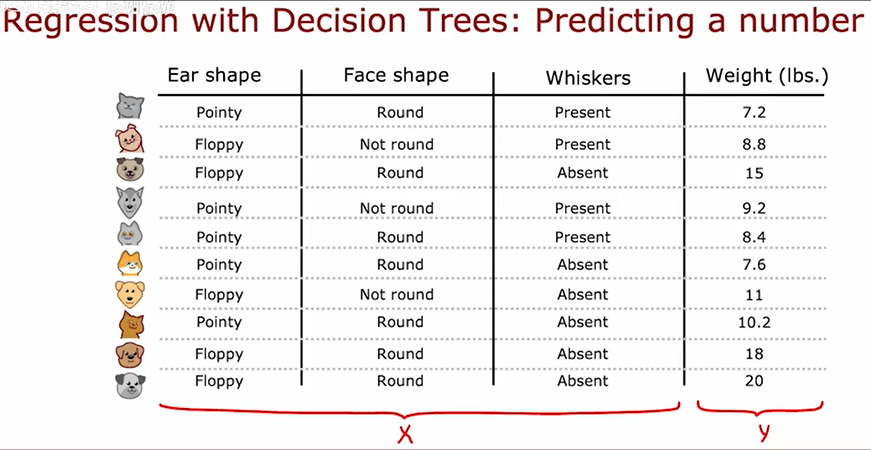 Regression with Decision Trees: Predicting a number
Ear shape Face shape Whiskers Weight (lbs.)
Pointy Round Present 7.2
Floppy Not round Present 8.8
Floppy Round Absent 15
Pointy Not round Present 9.2
Pointy Round Present 8.4
Pointy Round Absent 7.6
Floppy Not round Absent 11
Pointy Round Absent 10.2
Floppy Round Absent 18
Floppy Round Absent 20
X y